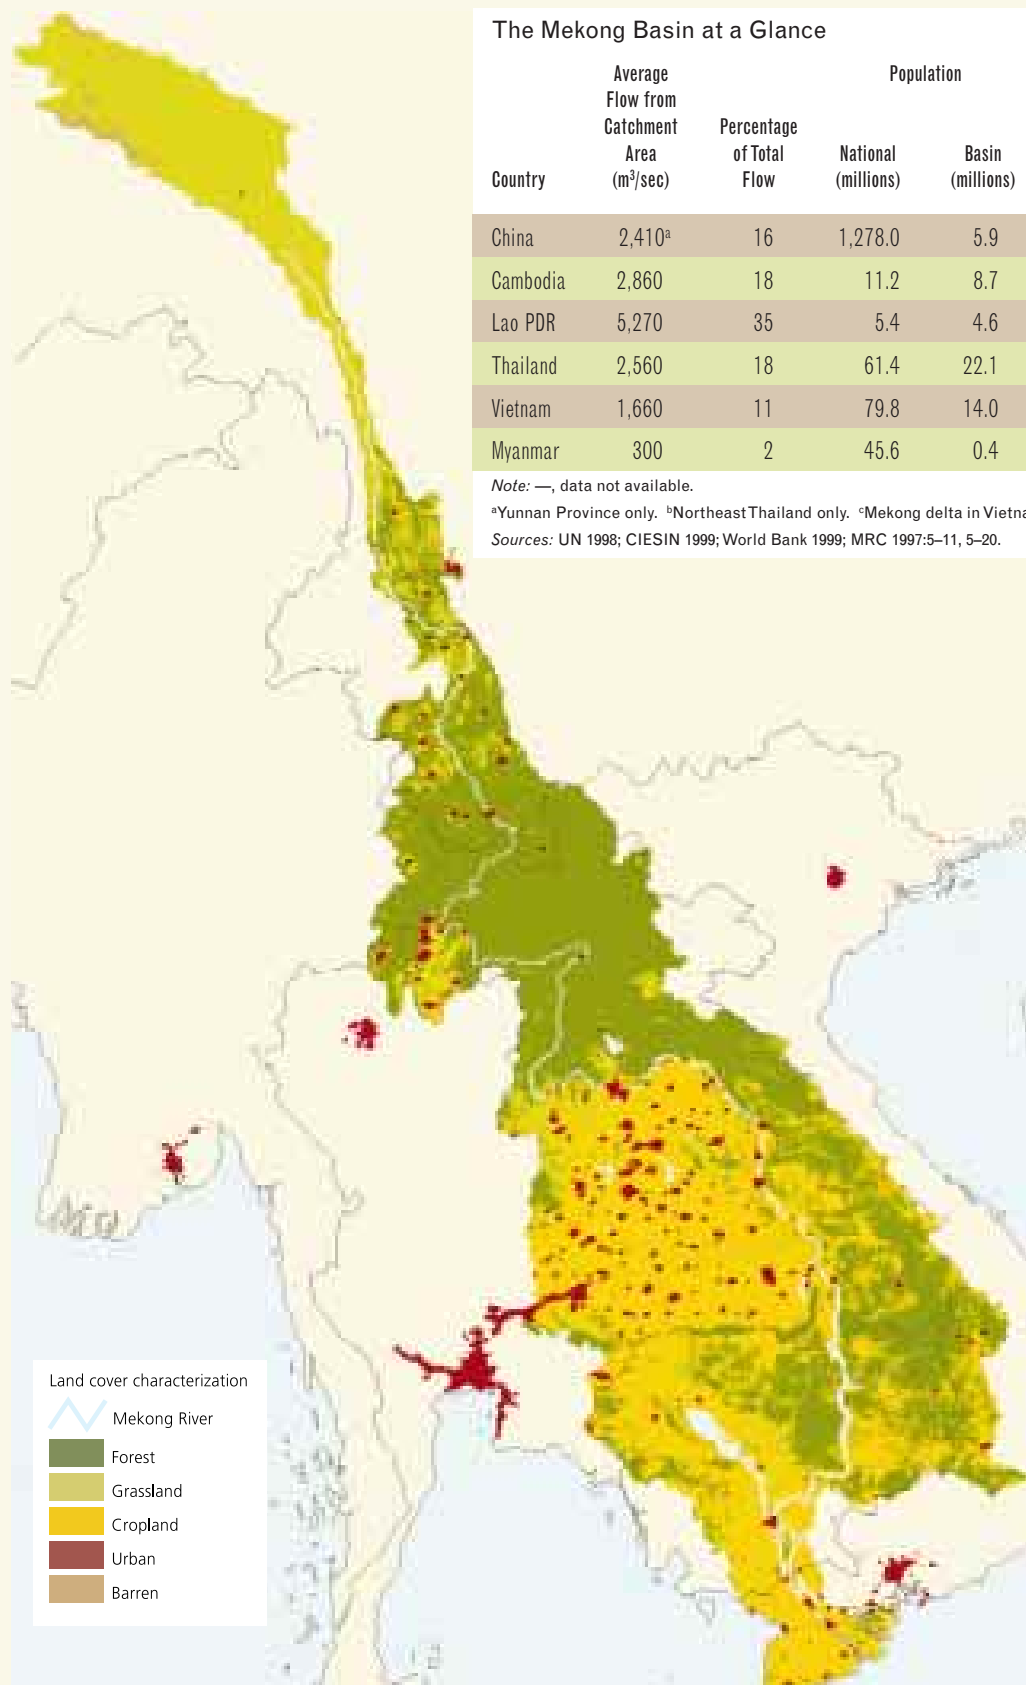 The Mekong Basin at a Glance
Average
Flow from
Catchment
Area
(m³/sec)
Percentage
of Total
Flow
Population
National
(millions)
Basin
(millions)
Country
China 2,410ᵃ 16 1,278.0 5.9
Cambodia 2,860 18 11.2 8.7
Lao PDR 5,270 35 5.4 4.6
Thailand 2,560 18 61.4 22.1
Vietnam 1,660 11 79.8 14.0
Myanmar 300 2 45.6 0.4
Note: —, data not available.
ᵃYunnan Province only. ᵇNortheast Thailand only. ᶜMekong delta in Vietna
Sources: UN 1998; CIESIN 1999; World Bank 1999; MRC 1997:5–11, 5–20.
Land cover characterization
Mekong River
Forest
Grassland
Cropland
Urban
Barren